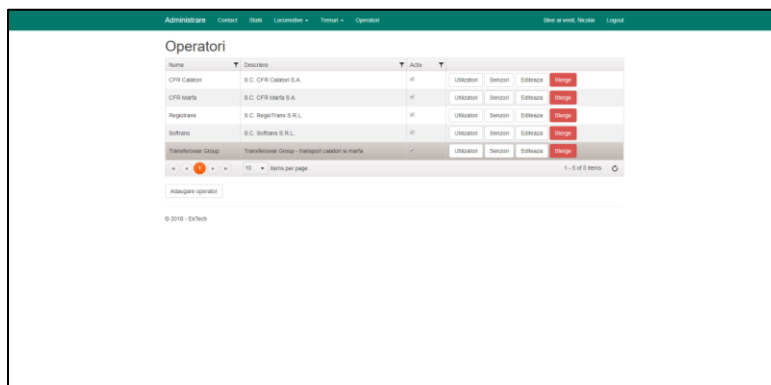 Administrare Contact Statii Locomotive Trenuri Operatori Bine ai venit, Nicolai Logout
Operatori
Nume Descriere Activ
CFR Calatori S.C. CFR Calatori S.A. Utilizatori Senzori Editeaza Sterge
CFR Marfa S.C. CFR Marfa S.A. Utilizatori Senzori Editeaza Sterge
Regiotrans S.C. RegioTrans S.R.L. Utilizatori Senzori Editeaza Sterge
Softrans S.C. Softrans S.R.L. Utilizatori Senzori Editeaza Sterge
Transferoviar Group Transferoviar Group - transport calatori si marfa Utilizatori Senzori Editeaza Sterge
1 10 items per page 1 - 5 of 5 items
Adaugare operator